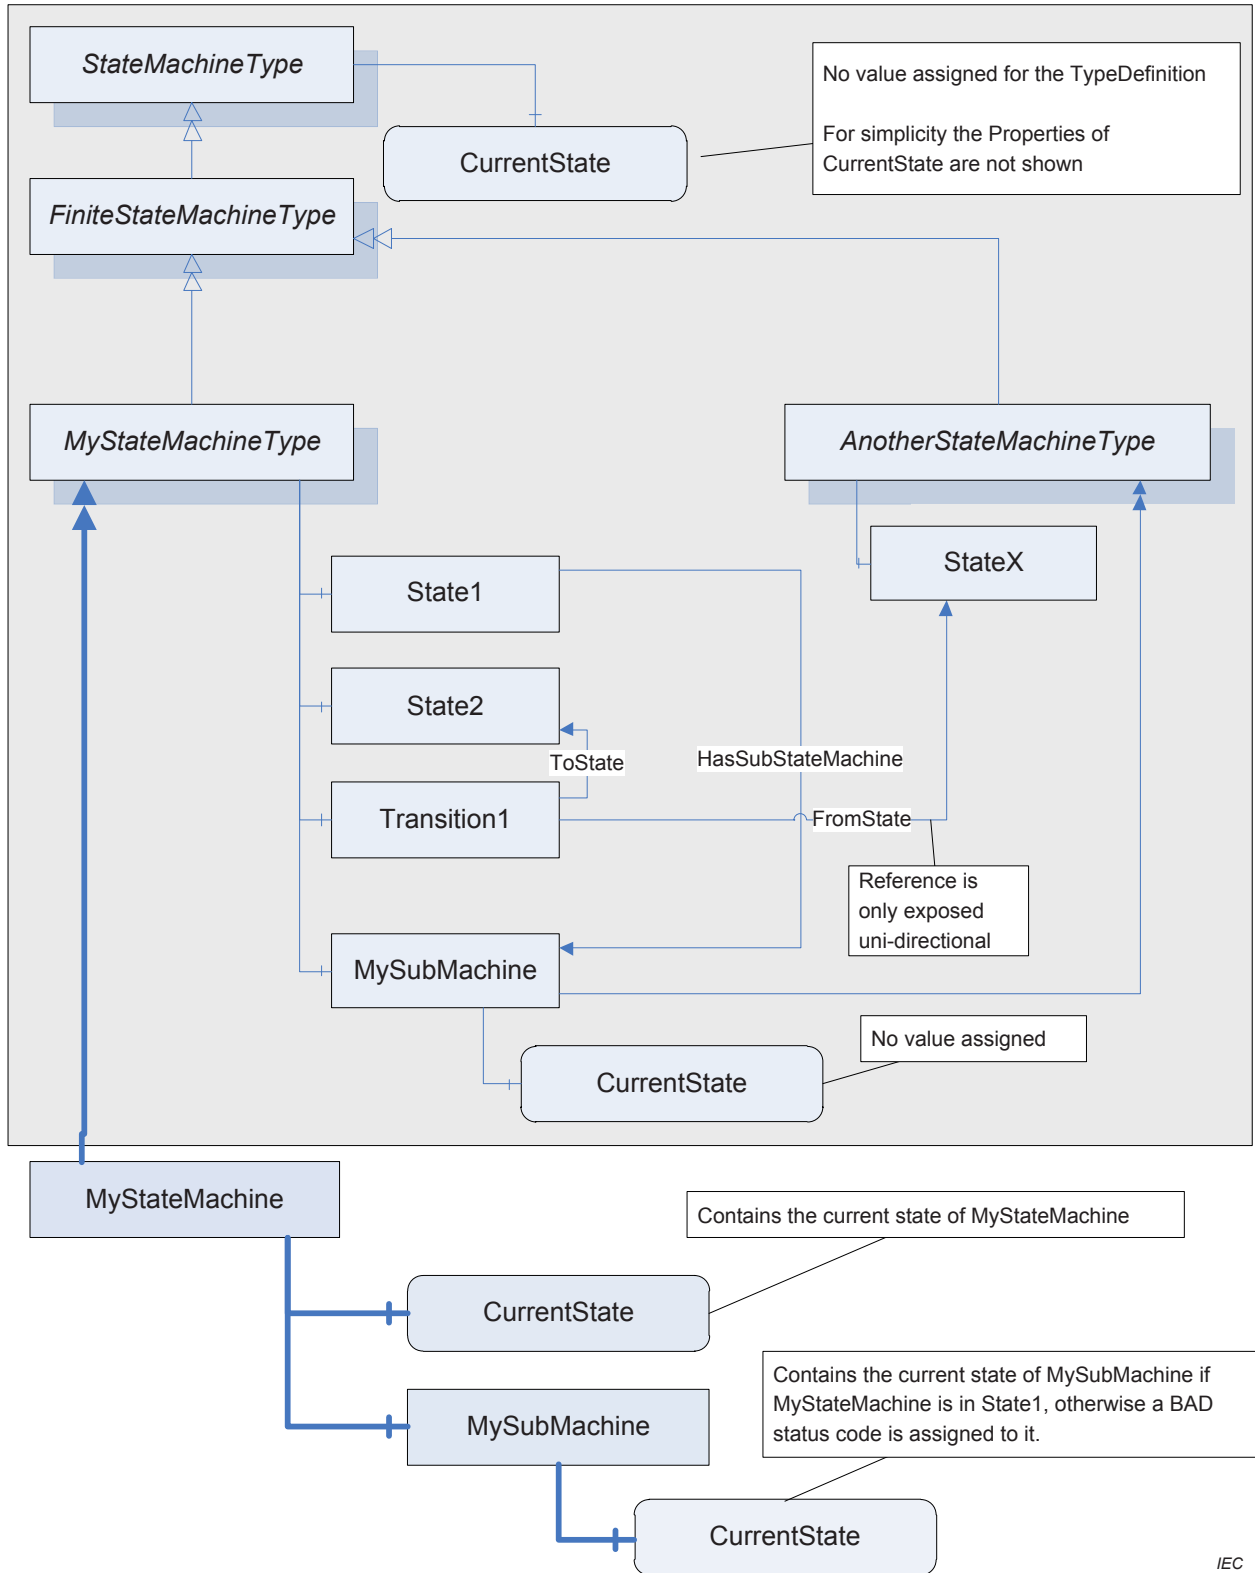 StateMachineType
No value assigned for the TypeDefinition
For simplicity the Properties of
CurrentState are not shown
CurrentState
FiniteStateMachineType
MyStateMachineType
AnotherStateMachineType
State1
StateX
State2
ToState
HasSubStateMachine
Transition1
FromState
Reference is
only exposed
uni-directional
MySubMachine
No value assigned
CurrentState
MyStateMachine
Contains the current state of MyStateMachine
CurrentState
Contains the current state of MySubMachine if
MyStateMachine is in State1, otherwise a BAD
status code is assigned to it.
MySubMachine
CurrentState
IEC